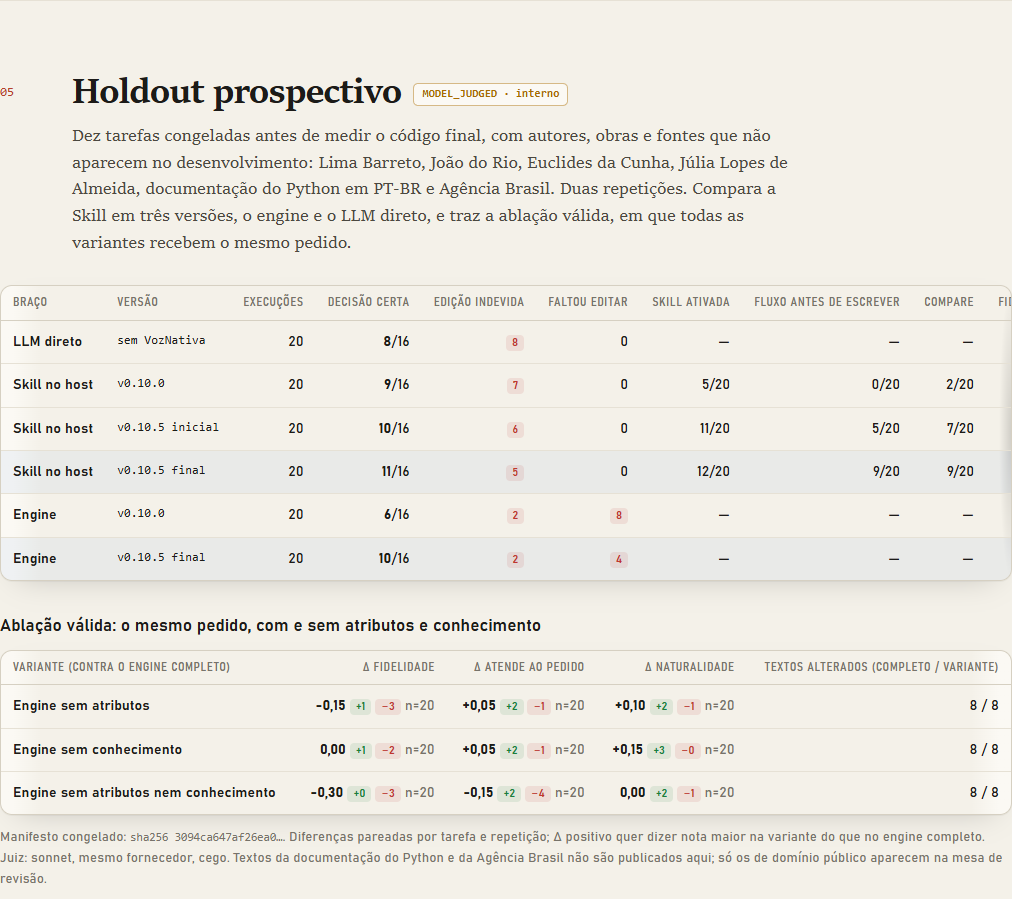 05
Holdout prospectivo MODEL_JUDGED · interno
Dez tarefas congeladas antes de medir o código final, com autores, obras e fontes que não
aparecem no desenvolvimento: Lima Barreto, João do Rio, Euclides da Cunha, Júlia Lopes de
Almeida, documentação do Python em PT-BR e Agência Brasil. Duas repetições. Compara a
Skill em três versões, o engine e o LLM direto, e traz a ablação válida, em que todas as
variantes recebem o mesmo pedido.
BRAÇO VERSÃO EXECUÇÕES DECISÃO CERTA EDIÇÃO INDEVIDA FALTOU EDITAR SKILL ATIVADA FLUXO ANTES DE ESCREVER COMPARE
LLM direto sem VozNativa 20 8/16 8 0 — — —
Skill no host v0.10.0 20 9/16 7 0 5/20 0/20 2/20
Skill no host v0.10.5 inicial 20 10/16 6 0 11/20 5/20 7/20
Skill no host v0.10.5 final 20 11/16 5 0 12/20 9/20 9/20
Engine v0.10.0 20 6/16 2 8 — — —
Engine v0.10.5 final 20 10/16 2 4 — — —
Ablação válida: o mesmo pedido, com e sem atributos e conhecimento
VARIANTE (CONTRA O ENGINE COMPLETO) Δ FIDELIDADE Δ ATENDE AO PEDIDO Δ NATURALIDADE TEXTOS ALTERADOS (COMPLETO / VARIANTE)
Engine sem atributos −0,15 +1 −3 n=20 +0,05 +2 −1 n=20 +0,10 +2 −1 n=20 8 / 8
Engine sem conhecimento 0,00 +1 −2 n=20 +0,05 +2 −1 n=20 +0,15 +3 −0 n=20 8 / 8
Engine sem atributos nem conhecimento −0,30 +0 −3 n=20 −0,15 +2 −4 n=20 0,00 +2 −1 n=20 8 / 8
Manifesto congelado: sha256 3094ca647af26ea0…. Diferenças pareadas por tarefa e repetição; Δ positivo quer dizer nota maior na variante do que no engine completo.
Juiz: sonnet, mesmo fornecedor, cego. Textos da documentação do Python e da Agência Brasil não são publicados aqui; só os de domínio público aparecem na mesa de
revisão.